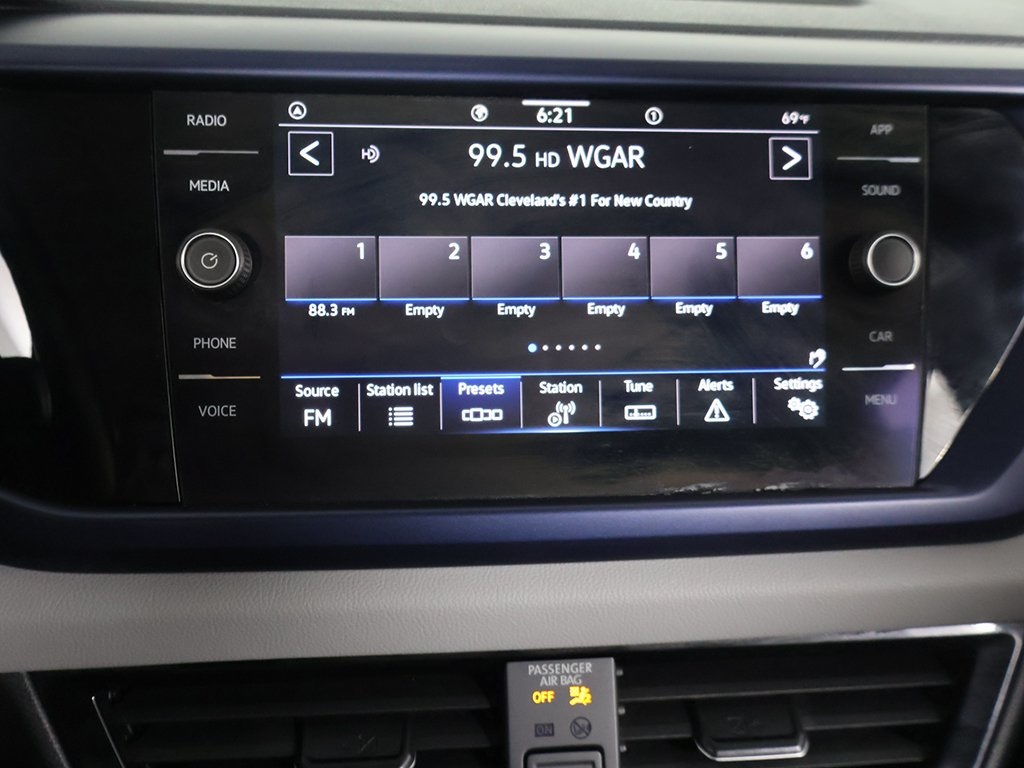 RADIO
MEDIA
PHONE
VOICE
6:21
1
69°F
< HD 99.5 HD WGAR >
99.5 WGAR Cleveland's #1 For New Country
1 2 3 4 5 6
88.3 FM Empty Empty Empty Empty Empty
Source Station list Presets Station Tune Alerts Settings
FM
APP
SOUND
CAR
MENU
PASSENGER
AIR BAG
OFF
ON